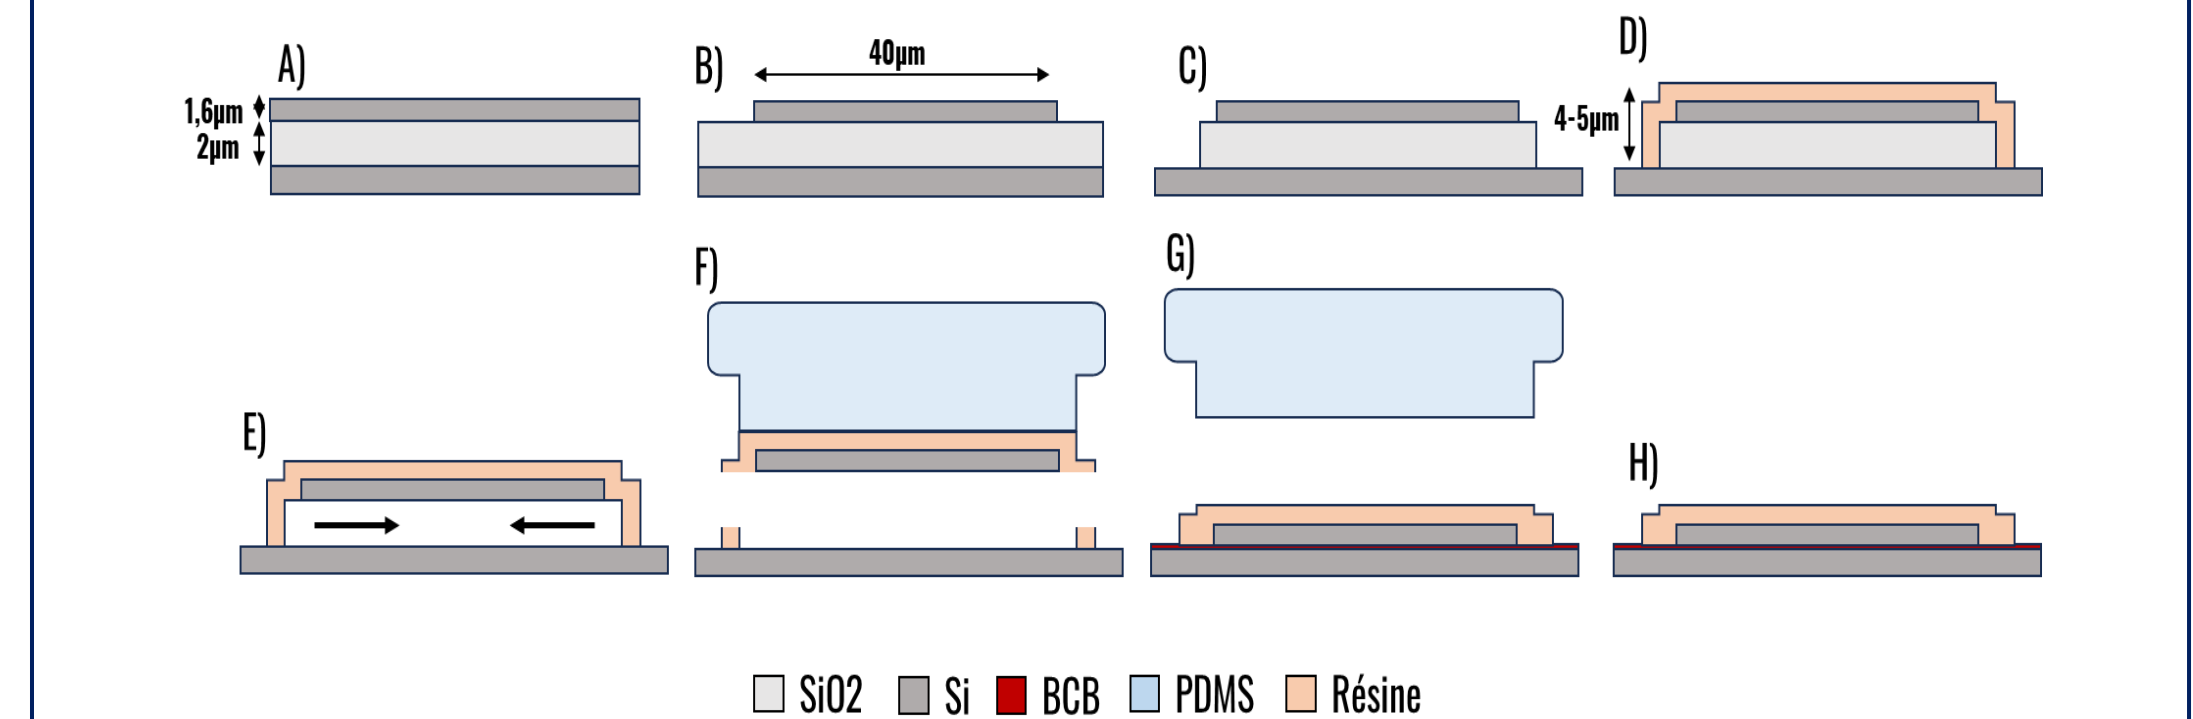 A)
1,6µm
2µm
B)
40µm
C)
D)
4-5µm
E)
F)
G)
H)
SiO2
Si
BCB
PDMS
Résine